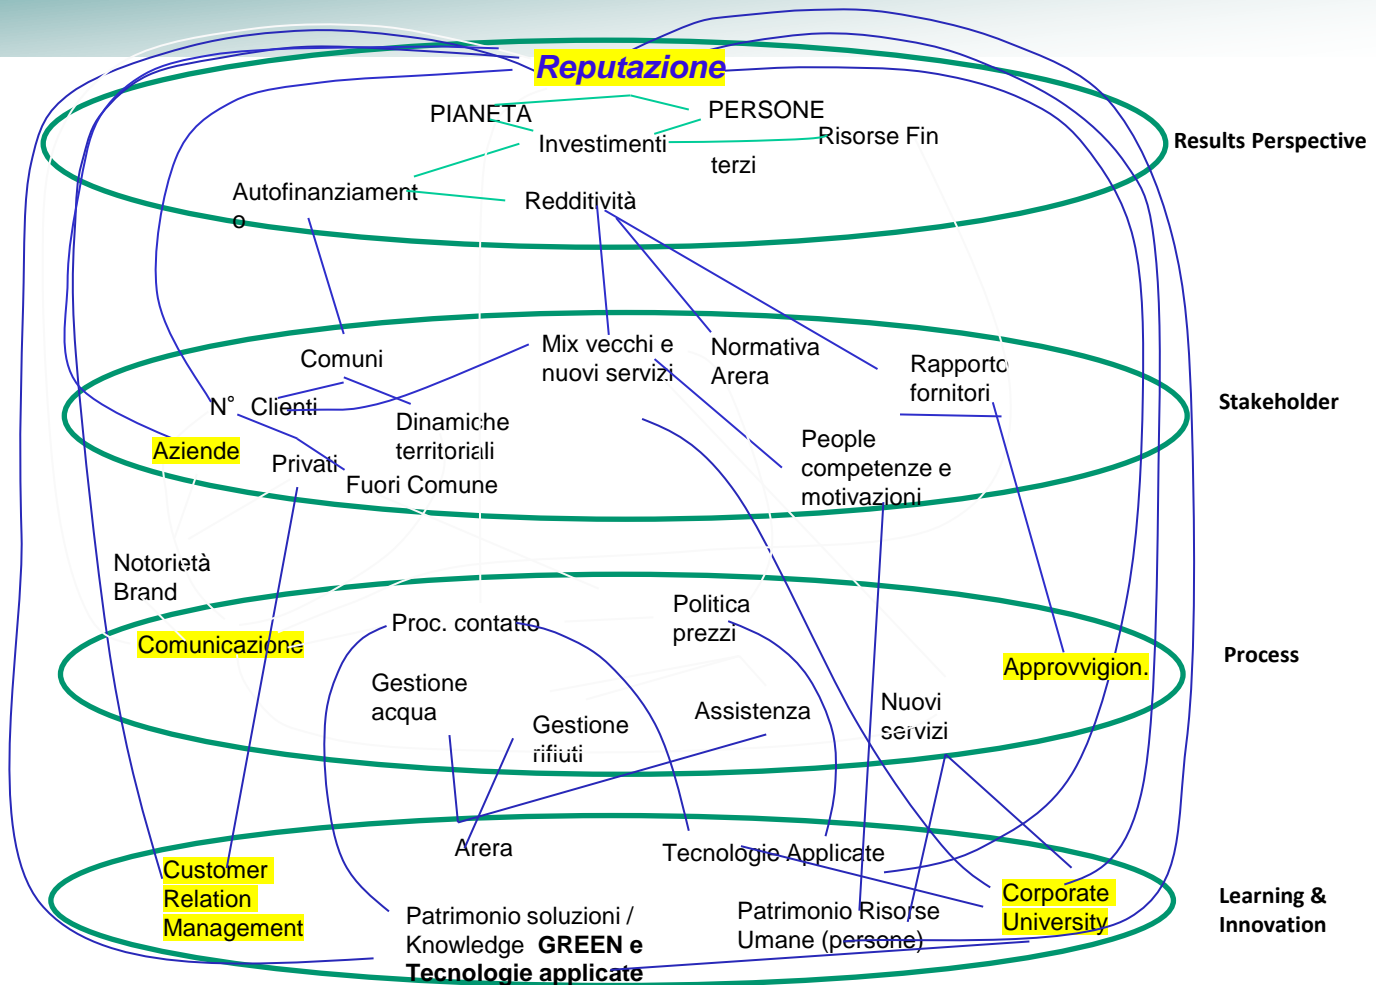 Reputazione
PIANETA
PERSONE
Investimenti
Risorse Fin
terzi
Results Perspective
Autofinanziament
o
Redditività
Comuni
Mix vecchi e
nuovi servizi
Normativa
Arera
Rapporto
fornitori
N° Clienti
Dinamiche
territoriali
Stakeholder
Aziende
Privati
Fuori Comune
People
competenze e
motivazioni
Notorietà
Brand
Comunicazione
Proc. contatto
Politica
prezzi
Approvvigion.
Process
Gestione
acqua
Gestione
rifiuti
Assistenza
Nuovi
servizi
Arera
Tecnologie Applicate
Customer
Relation
Management
Patrimonio soluzioni /
Knowledge GREEN e
Tecnologie applicate
Patrimonio Risorse
Umane (persone)
Corporate
University
Learning &
Innovation